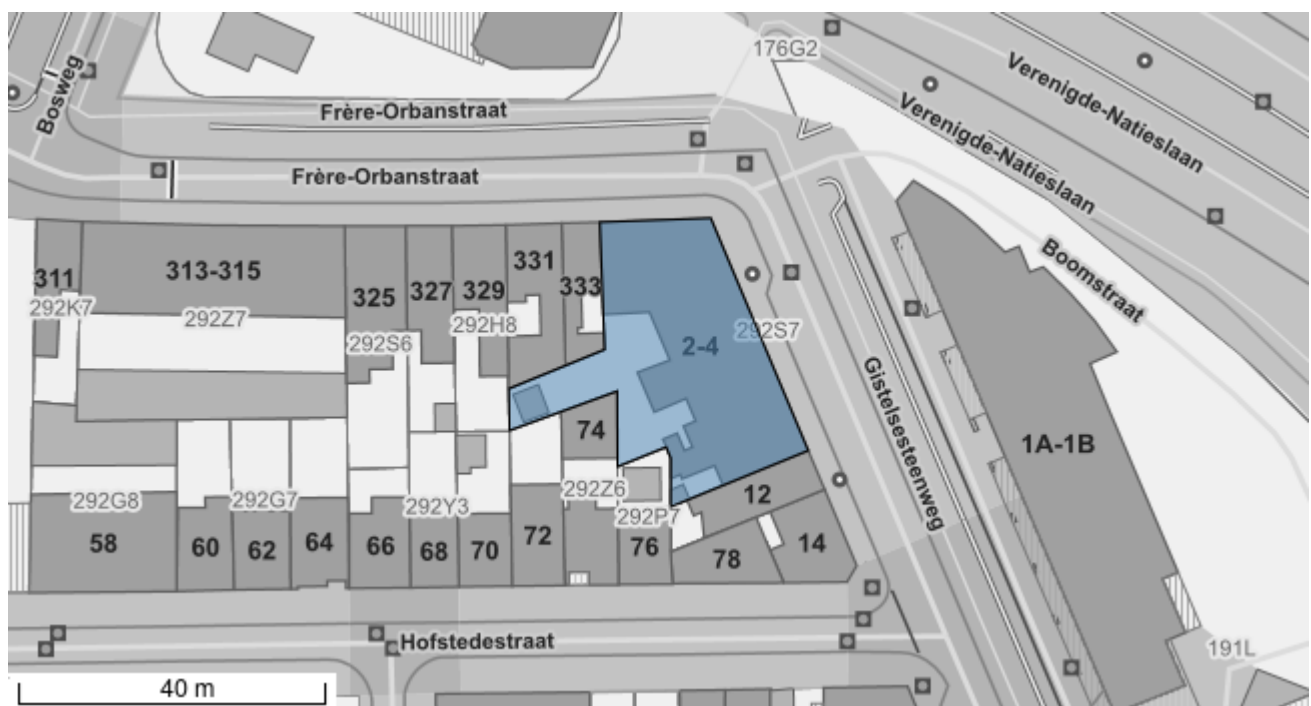 176G2
Bosweg
Frère-Orbanstraat
Verenigde-Natieslaan
Verenigde-Natieslaan
Frère-Orbanstraat
Boomstraat
311
313-315
325
327
329
331
333
292K7
292Z7
292S6
292H8
2-4
292S7
Gistelsesteenweg
74
1A-1B
292G8
292G7
292Y3
292Z6
292P7
12
58
60
62
64
66
68
70
72
76
78
14
Hofstedestraat
191L
40 m